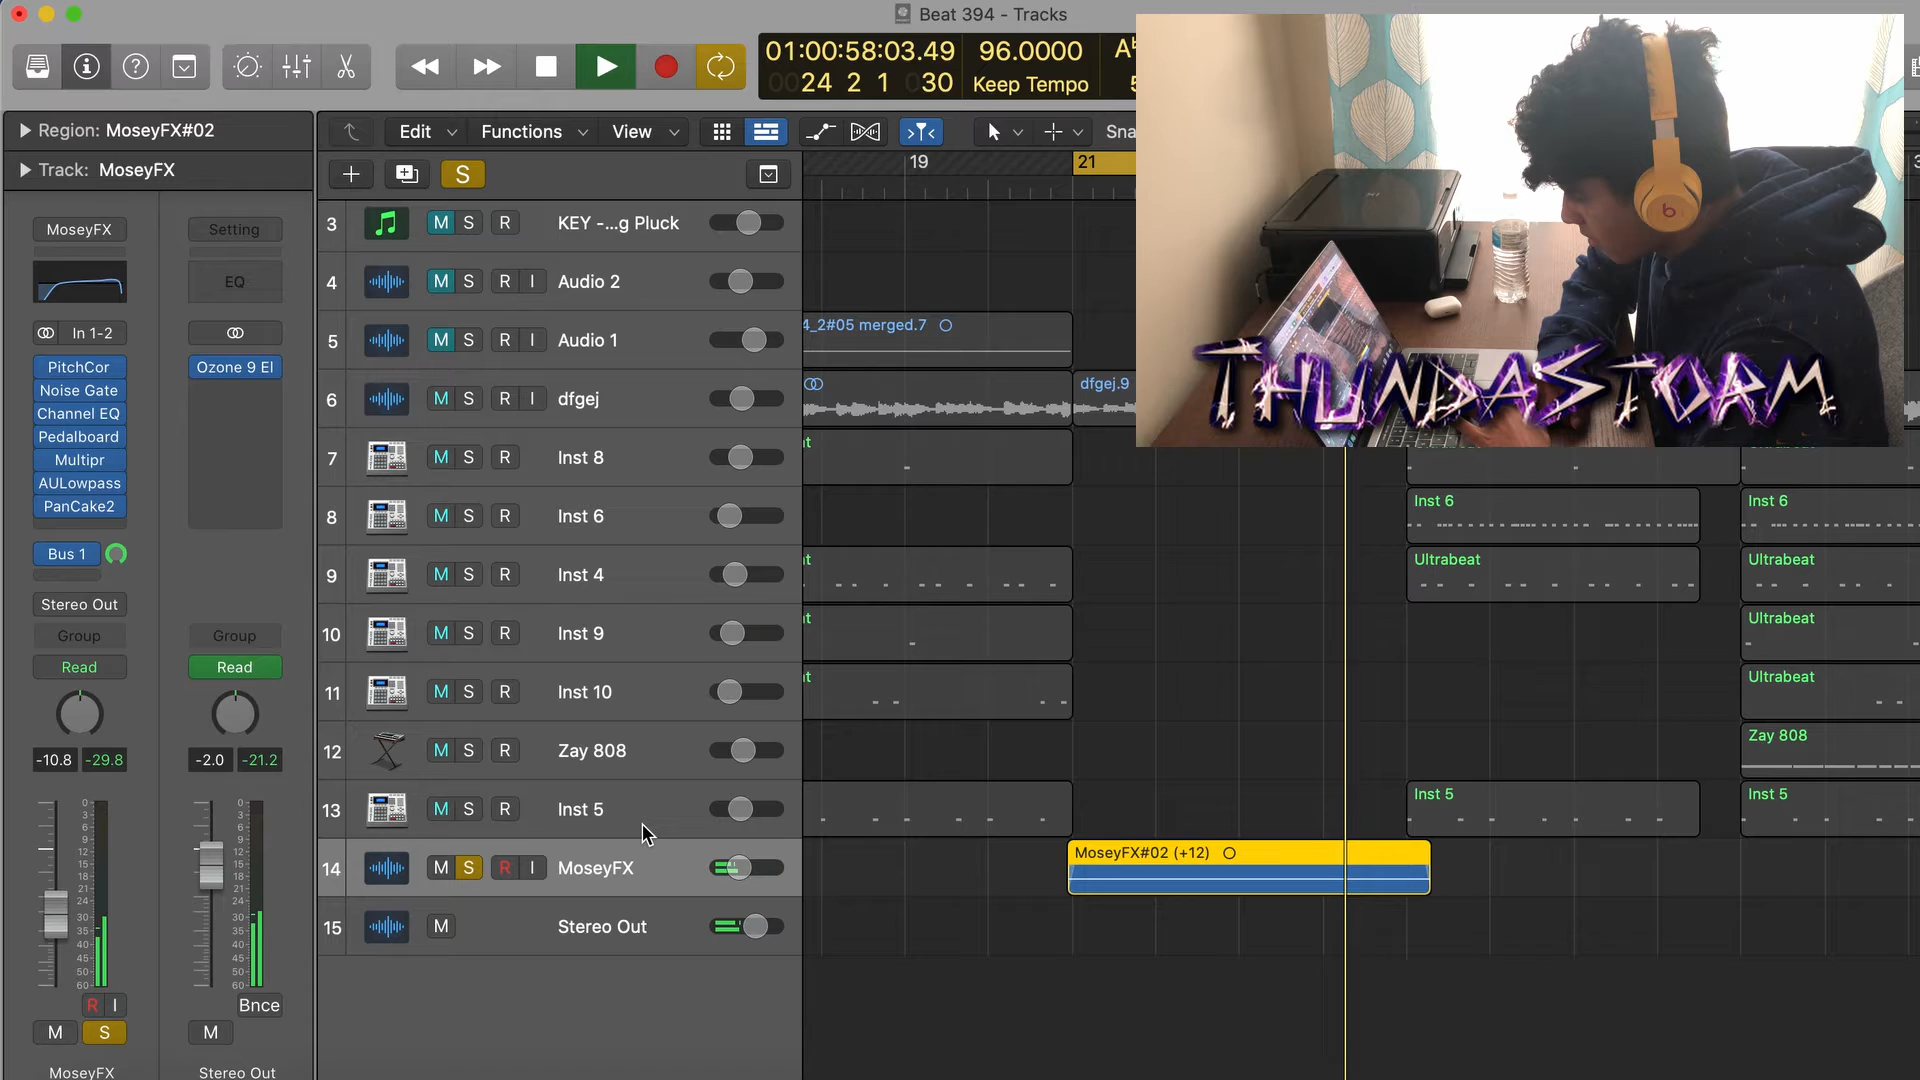 Beat 394 - Tracks
01:00:58:03.49
0024 2 1 030
96.0000
Keep Tempo
Region: MoseyFX#02
Track: MoseyFX
Edit
Functions
View
S
19
21
MoseyFX
In 1-2
PitchCor
Noise Gate
Channel EQ
Pedalboard
Multipr
AULowpass
PanCake2
Bus 1
Stereo Out
Group
Read
-10.8 -29.8
R I
M S
MoseyFX
Setting
EQ
Ozone 9 El
Group
Read
-2.0 -21.2
Bnce
M
Stereo Out
3 M S R KEY -...g Pluck
4 M S R I Audio 2
5 M S R I Audio 1
4_2#05 merged.7
6 M S R I dfgej
dfgej.9
7 M S R Inst 8
8 M S R Inst 6
Inst 6
Inst 6
9 M S R Inst 4
Ultrabeat
Ultrabeat
10 M S R Inst 9
Ultrabeat
11 M S R Inst 10
Ultrabeat
12 M S R Zay 808
Zay 808
13 M S R Inst 5
Inst 5
Inst 5
14 M S R I MoseyFX
MoseyFX#02 (+12)
15 M Stereo Out
THUNDASTORM